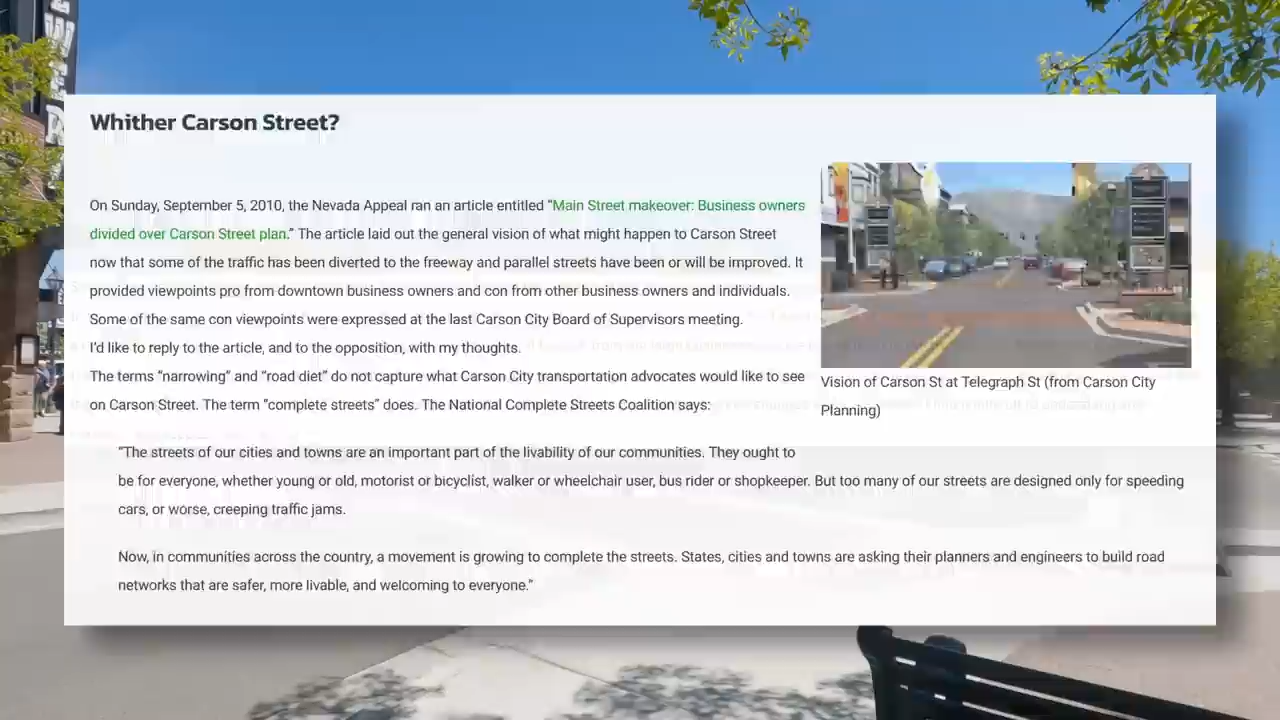 Whither Carson Street?
On Sunday, September 5, 2010, the Nevada Appeal ran an article entitled “Main Street makeover: Business owners
divided over Carson Street plan.” The article laid out the general vision of what might happen to Carson Street
now that some of the traffic has been diverted to the freeway and parallel streets have been or will be improved. It
provided viewpoints pro from downtown business owners and con from other business owners and individuals.
Some of the same con viewpoints were expressed at the last Carson City Board of Supervisors meeting.
I’d like to reply to the article, and to the opposition, with my thoughts.
The terms “narrowing” and “road diet” do not capture what Carson City transportation advocates would like to see
on Carson Street. The term “complete streets” does. The National Complete Streets Coalition says:
Vision of Carson St at Telegraph St (from Carson City
Planning)
“The streets of our cities and towns are an important part of the livability of our communities. They ought to
be for everyone, whether young or old, motorist or bicyclist, walker or wheelchair user, bus rider or shopkeeper. But too many of our streets are designed only for speeding
cars, or worse, creeping traffic jams.
Now, in communities across the country, a movement is growing to complete the streets. States, cities and towns are asking their planners and engineers to build road
networks that are safer, more livable, and welcoming to everyone.”